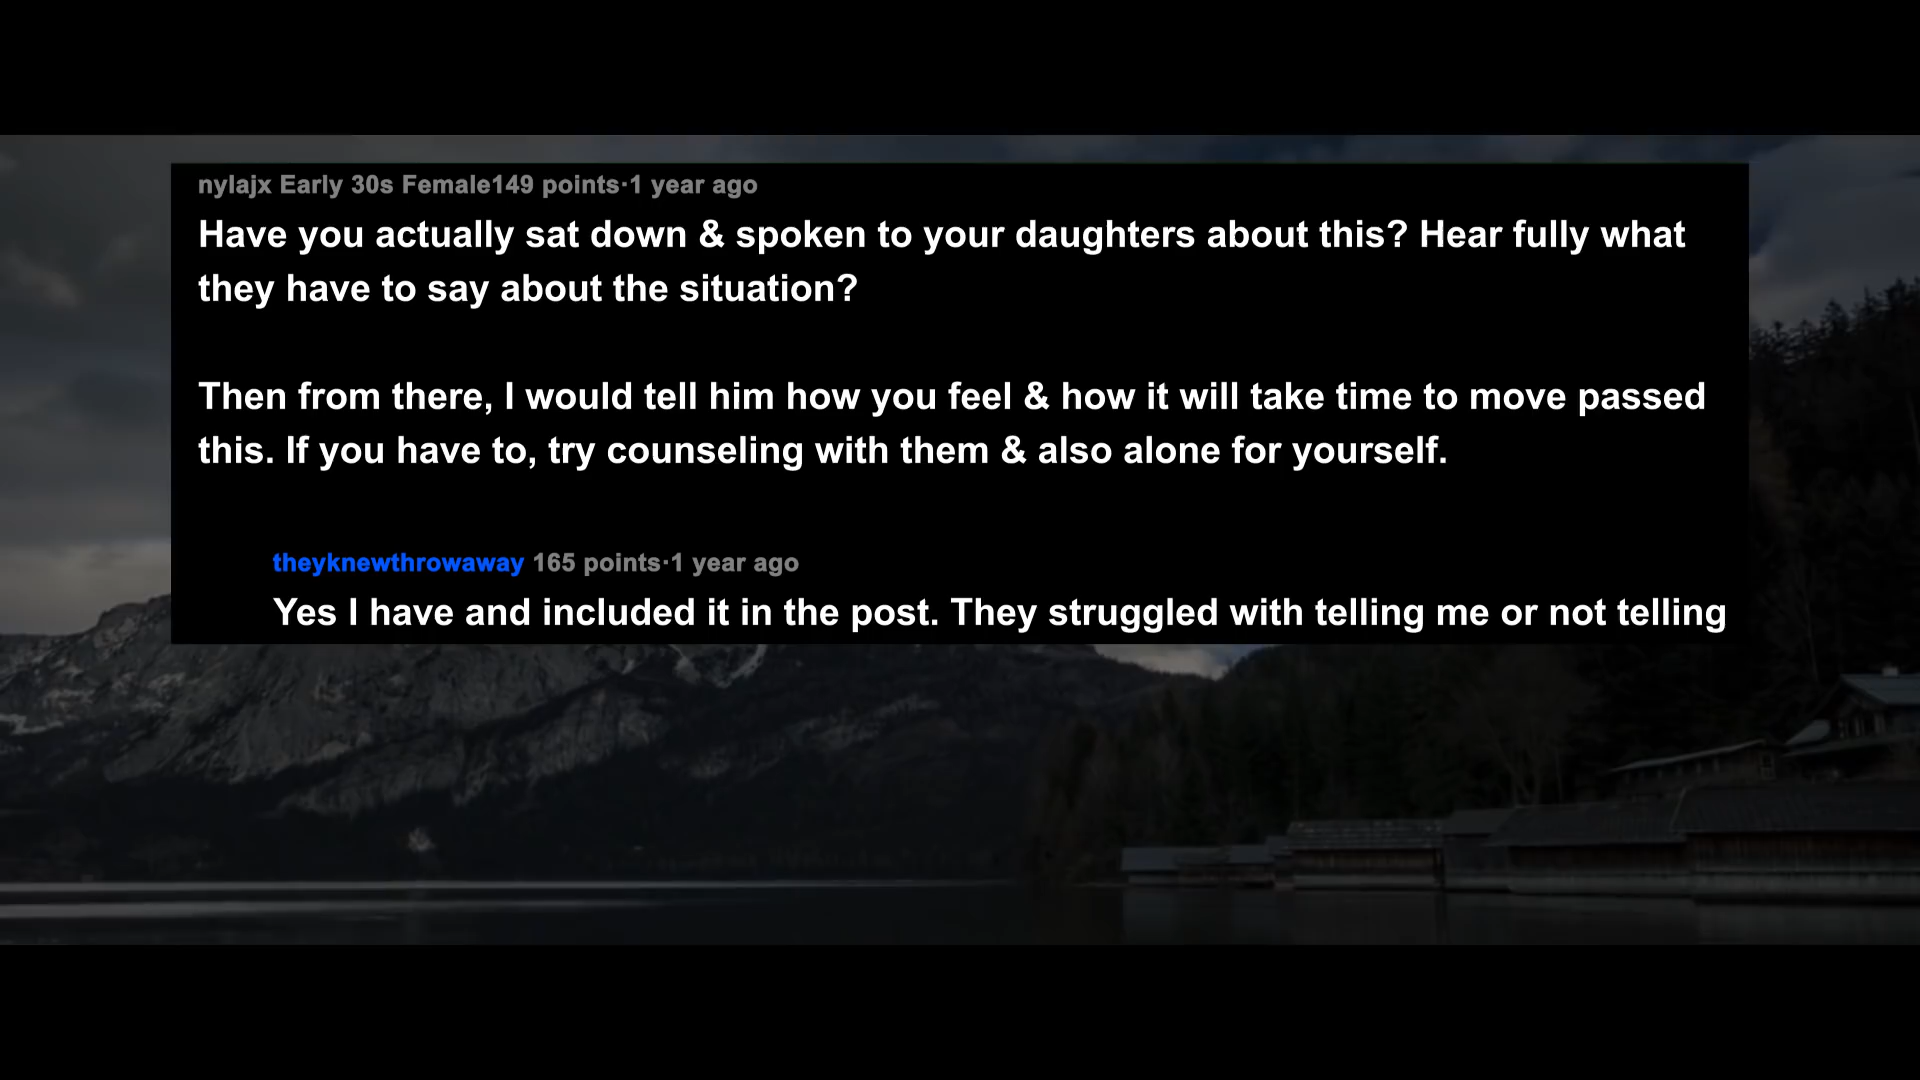 nylajx Early 30s Female149 points·1 year ago
Have you actually sat down & spoken to your daughters about this? Hear fully what
they have to say about the situation?
Then from there, I would tell him how you feel & how it will take time to move passed
this. If you have to, try counseling with them & also alone for yourself.
theyknewthrowaway 165 points·1 year ago
Yes I have and included it in the post. They struggled with telling me or not telling